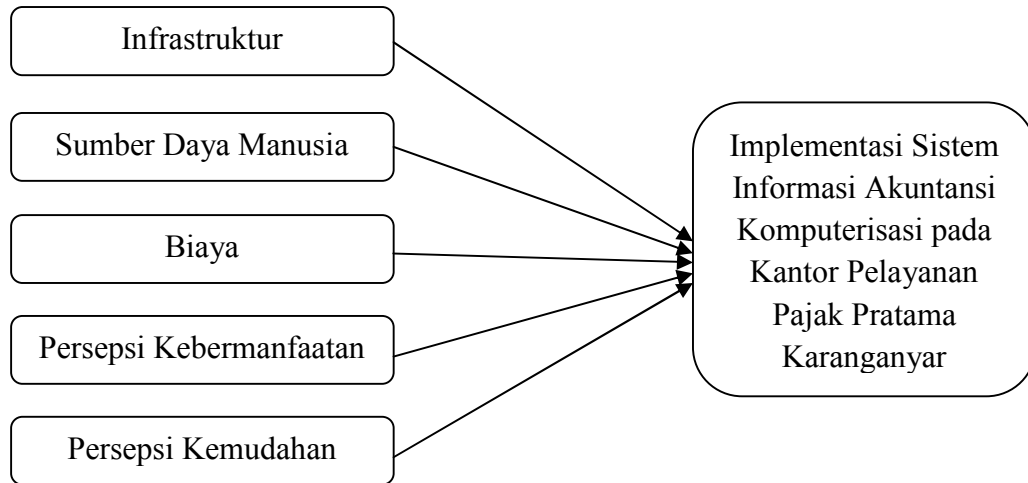 Infrastruktur
Sumber Daya Manusia
Biaya
Persepsi Kebermanfaatan
Persepsi Kemudahan
Implementasi Sistem
Informasi Akuntansi
Komputerisasi pada
Kantor Pelayanan
Pajak Pratama
Karanganyar